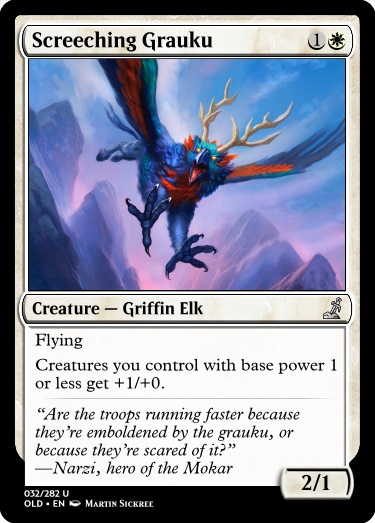 Screeching Grauku 1
Creature — Griffin Elk
Flying
Creatures you control with base power 1
or less get +1/+0.
“Are the troops running faster because
they’re emboldened by the grauku, or
because they’re scared of it?”
—Narzi, hero of the Mokar
2/1
032/282 U
OLD • EN Martin Sickree